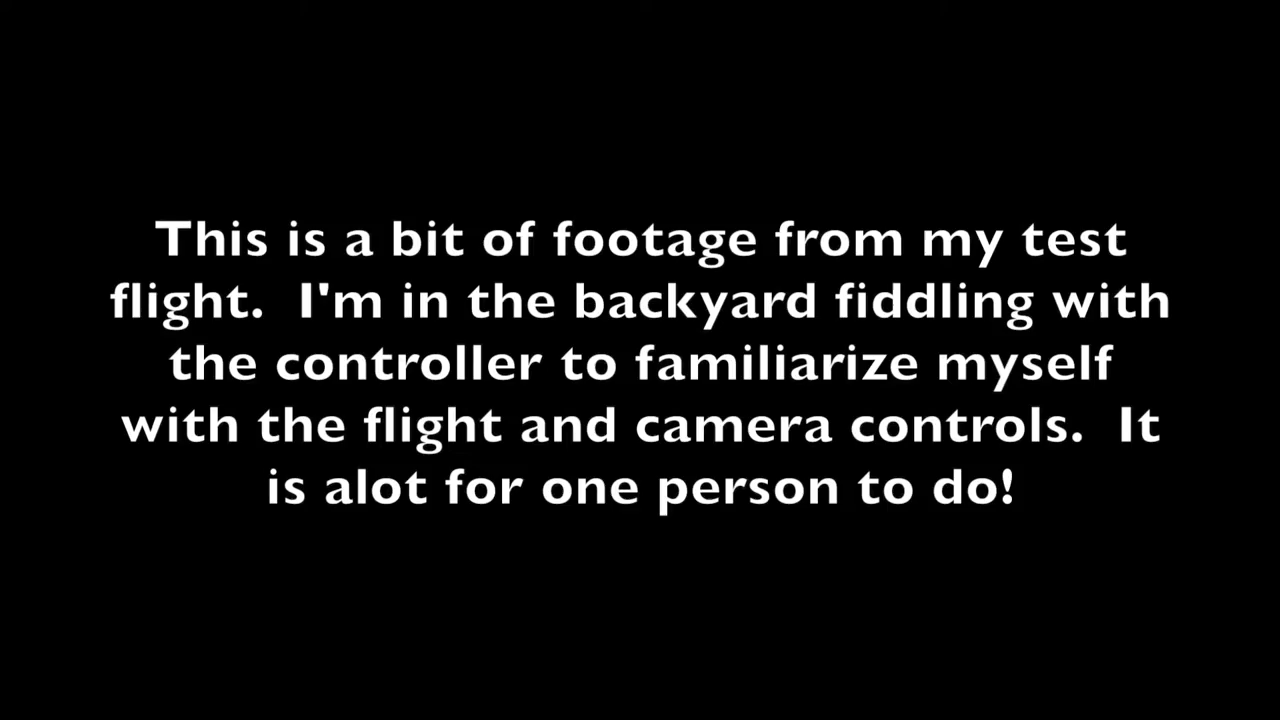 This is a bit of footage from my test
flight.  I'm in the backyard fiddling with
the controller to familiarize myself
with the flight and camera controls.  It
is alot for one person to do!